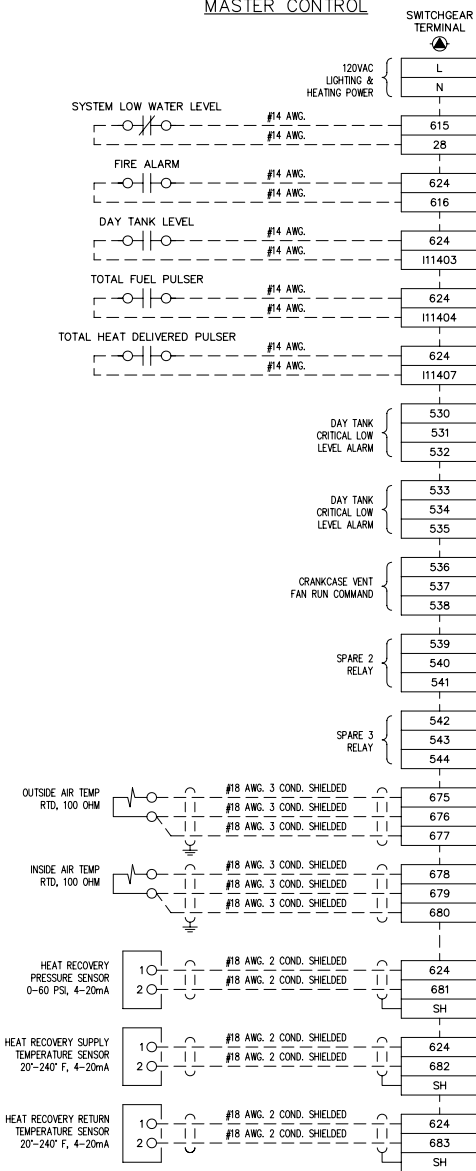 MASTER CONTROL
SWITCHGEAR
TERMINAL
120VAC
LIGHTING &
HEATING POWER
L
N
SYSTEM LOW WATER LEVEL
#14 AWG.
#14 AWG.
615
28
FIRE ALARM
#14 AWG.
#14 AWG.
624
616
DAY TANK LEVEL
#14 AWG.
#14 AWG.
624
I11403
TOTAL FUEL PULSER
#14 AWG.
#14 AWG.
624
I11404
TOTAL HEAT DELIVERED PULSER
#14 AWG.
#14 AWG.
624
I11407
DAY TANK
CRITICAL LOW
LEVEL ALARM
530
531
532
DAY TANK
CRITICAL LOW
LEVEL ALARM
533
534
535
CRANKCASE VENT
FAN RUN COMMAND
536
537
538
SPARE 2
RELAY
539
540
541
SPARE 3
RELAY
542
543
544
OUTSIDE AIR TEMP
RTD, 100 OHM
#18 AWG. 3 COND. SHIELDED
#18 AWG. 3 COND. SHIELDED
#18 AWG. 3 COND. SHIELDED
675
676
677
INSIDE AIR TEMP
RTD, 100 OHM
#18 AWG. 3 COND. SHIELDED
#18 AWG. 3 COND. SHIELDED
#18 AWG. 3 COND. SHIELDED
678
679
680
HEAT RECOVERY
PRESSURE SENSOR
0-60 PSI, 4-20mA
1
2
#18 AWG. 2 COND. SHIELDED
#18 AWG. 2 COND. SHIELDED
624
681
SH
HEAT RECOVERY SUPPLY
TEMPERATURE SENSOR
20°-240° F, 4-20mA
1
2
#18 AWG. 2 COND. SHIELDED
#18 AWG. 2 COND. SHIELDED
624
682
SH
HEAT RECOVERY RETURN
TEMPERATURE SENSOR
20°-240° F, 4-20mA
1
2
#18 AWG. 2 COND. SHIELDED
#18 AWG. 2 COND. SHIELDED
624
683
SH